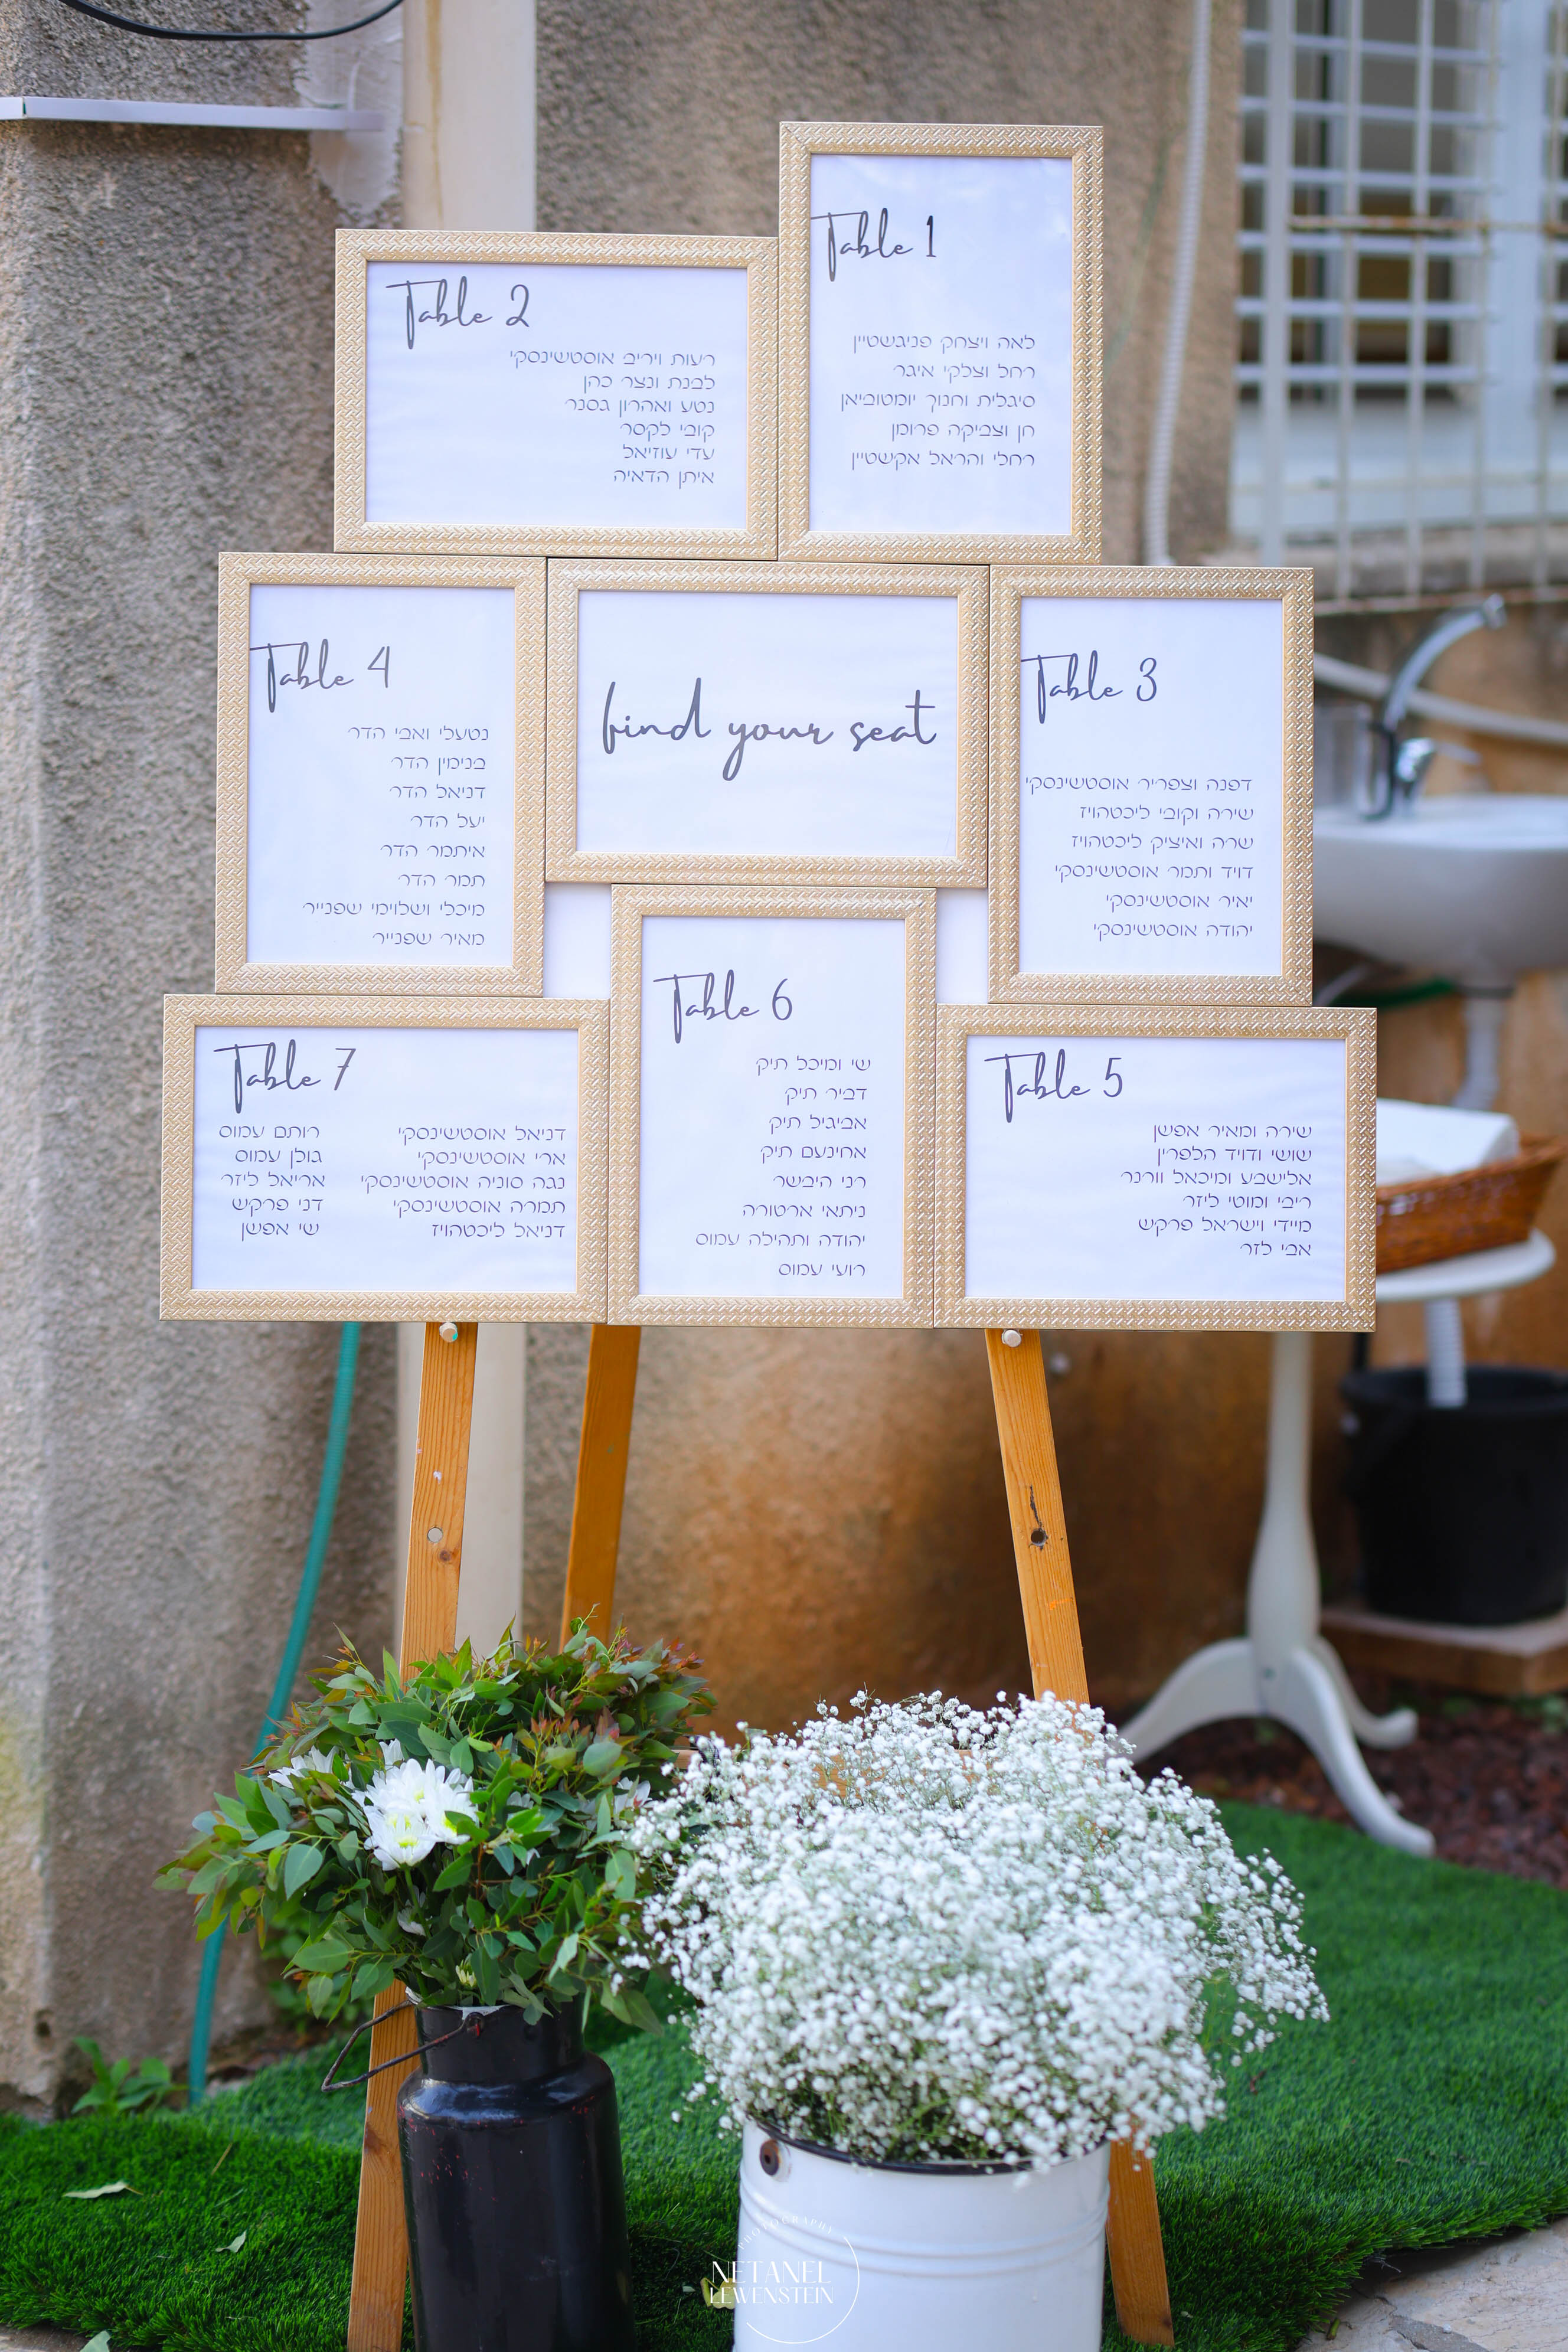 Table 1
לאה ויצחק פניגשטיין
רחל וצלקי איגר
סיגלית וחנוך יומטוביאן
חן וצביקה פרומן
רחלי והראל אקשטיין
Table 2
רעות ויריב אוסטשינסקי
לבנת ונצר כהן
נטע ואהרון גסנר
קובי לקסר
עדי עוזיאל
איתן הדאיה
Table 3
דפנה וצפריר אוסטשינסקי
שירה וקובי ליכטהויז
שרה ואיציק ליכטהויז
דויד ותמר אוסטשינסקי
יאיר אוסטשינסקי
יהודה אוסטשינסקי
find your seat
Table 4
נטעלי ואבי הדר
בנימין הדר
דניאל הדר
יעל הדר
איתמר הדר
תמר הדר
מיכלי ושלוימי שפנייר
מאיר שפנייר
Table 5
שירה ומאיר אפשן
שושי ודויד הלפרין
אלישבע ומיכאל וורנר
ריבי ומוטי ליזר
מיידי וישראל פרקש
אבי לזר
Table 6
שי ומיכל תיק
דביר תיק
אביגיל תיק
אחינעם תיק
רני היבשר
ניתאי ארטורה
יהודה ותהילה עמוס
רועי עמוס
Table 7
דניאל אוסטשינסקי
ארי אוסטשינסקי
נגה סוניה אוסטשינסקי
תמרה אוסטשינסקי
דניאל ליכטהויז
רותם עמוס
גולן עמוס
אריאל ליזר
דני פרקש
שי אפשן
PHOTOGRAPHY
NETANEL
LEWENSTEIN